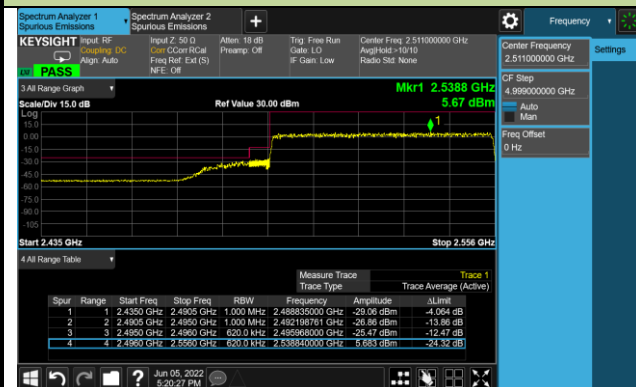 Spectrum Analyzer 1
Spurious Emissions
Spectrum Analyzer 2
Spurious Emissions
Frequency
KEYSIGHT
Input: RF
Coupling: DC
Align: Auto
Input Z: 50 Ω
Corr CCorr RCal
Freq Ref: Ext (S)
NFE: Off
Atten: 18 dB
Preamp: Off
Trig: Free Run
Gate: LO
IF Gain: Low
Center Freq: 2.511000000 GHz
Avg|Hold:>10/10
Radio Std: None
PASS
Center Frequency
2.511000000 GHz
Settings
CF Step
4.999000000 GHz
Auto
Man
Freq Offset
0 Hz
3 All Range Graph
Scale/Div 15.0 dB
Ref Value 30.00 dBm
Mkr1 2.5388 GHz
5.67 dBm
Log
15.0
0.00
-15.0
-30.0
-45.0
-60.0
-75.0
-90.0
-105
1
Start 2.435 GHz
Stop 2.556 GHz
4 All Range Table
Measure Trace Trace 1
Trace Type Trace Average (Active)
Spur Range Start Freq Stop Freq RBW Frequency Amplitude ΔLimit
1 1 2.4350 GHz 2.4905 GHz 1.000 MHz 2.488835000 GHz -29.06 dBm -4.064 dB
2 2 2.4905 GHz 2.4950 GHz 1.000 MHz 2.492198761 GHz -26.86 dBm -13.86 dB
3 3 2.4950 GHz 2.4960 GHz 620.0 kHz 2.495968000 GHz -25.47 dBm -12.47 dB
4 4 2.4960 GHz 2.5560 GHz 620.0 kHz 2.538840000 GHz 5.683 dBm -24.32 dB
Jun 05, 2022
5:20:27 PM